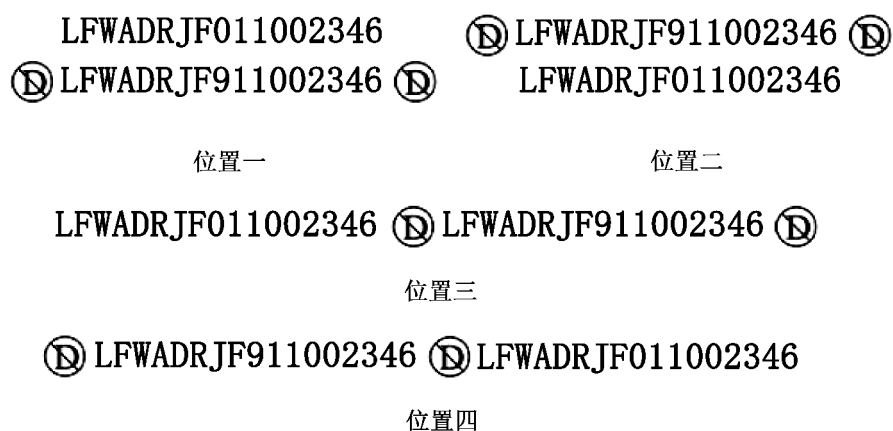 LFWADRJF011002346
LFWADRJF911002346
位置一
LFWADRJF911002346
LFWADRJF011002346
位置二
LFWADRJF011002346 LFWADRJF911002346
位置三
LFWADRJF911002346 LFWADRJF011002346
位置四